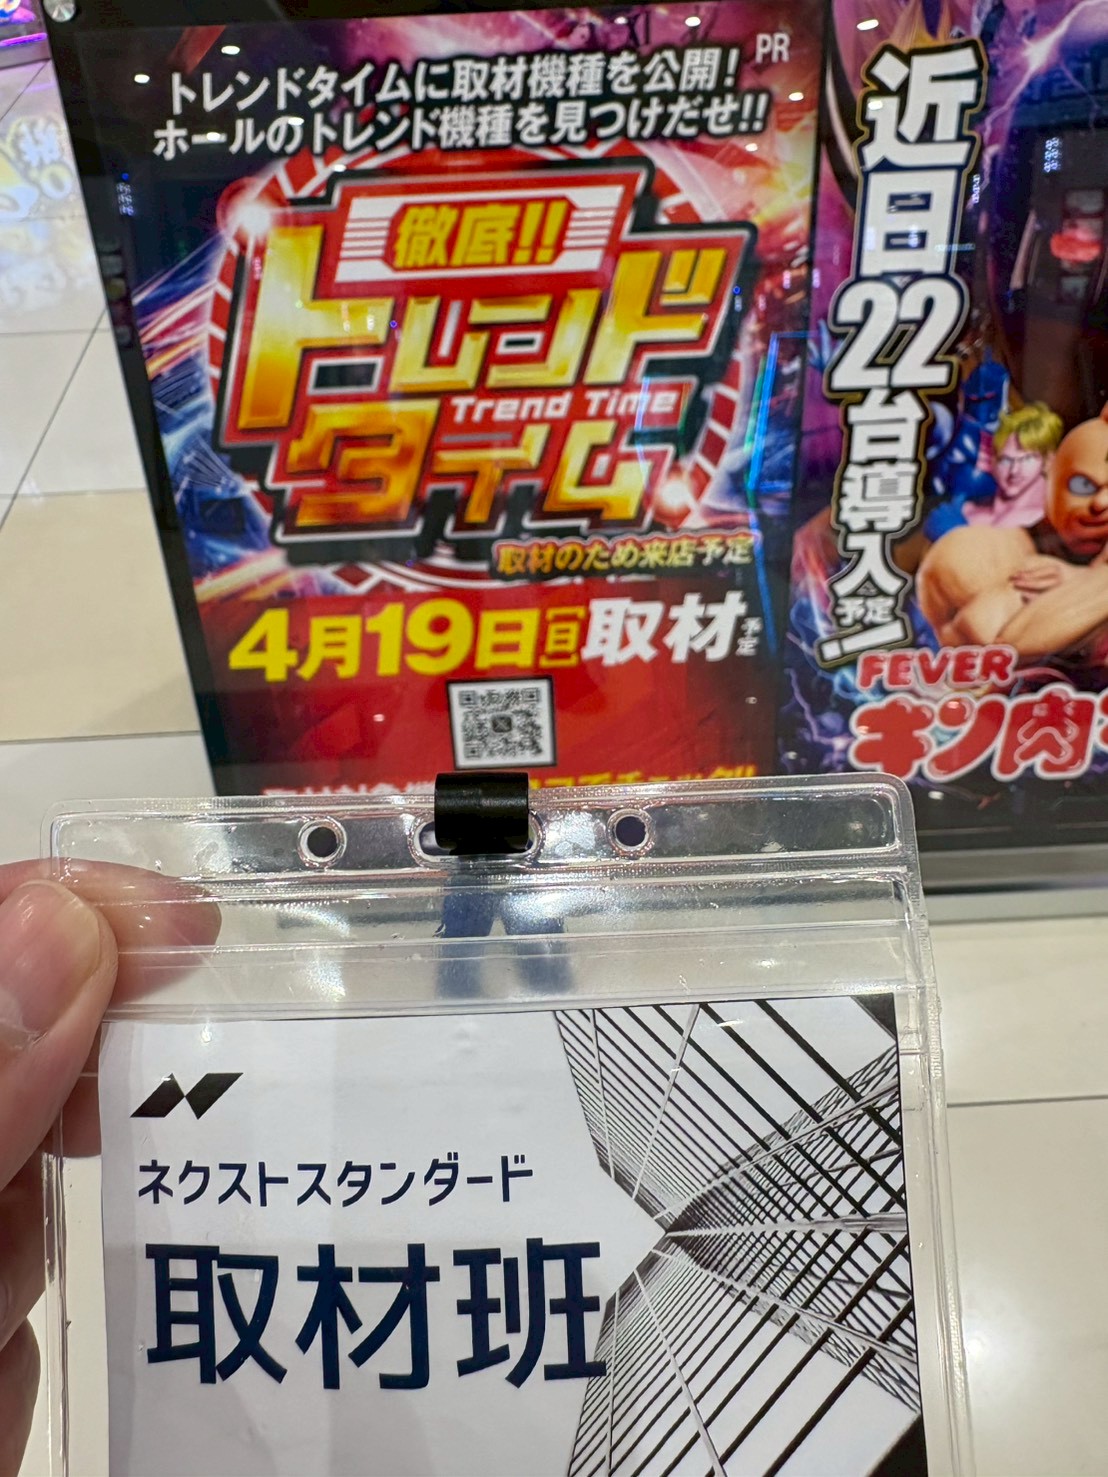 PR
トレンドタイムに取材機種を公開!
ホールのトレンド機種を見つけだせ!!
徹底!!
トレンド
Trend Time
タイム
取材のため来店予定
4月19日[日]取材予定
近日22台導入予定!
FEVER
キン肉
ネクストスタンダード
取材班